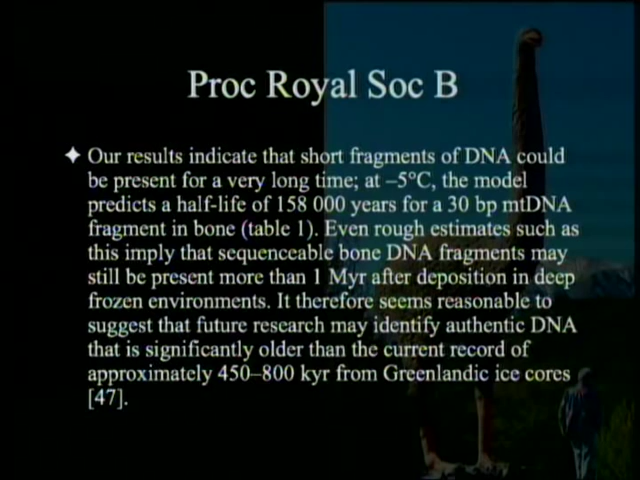 Proc Royal Soc B
Our results indicate that short fragments of DNA could
be present for a very long time; at –5°C, the model
predicts a half-life of 158 000 years for a 30 bp mtDNA
fragment in bone (table 1). Even rough estimates such as
this imply that sequenceable bone DNA fragments may
still be present more than 1 Myr after deposition in deep
frozen environments. It therefore seems reasonable to
suggest that future research may identify authentic DNA
that is significantly older than the current record of
approximately 450–800 kyr from Greenlandic ice cores
[47].